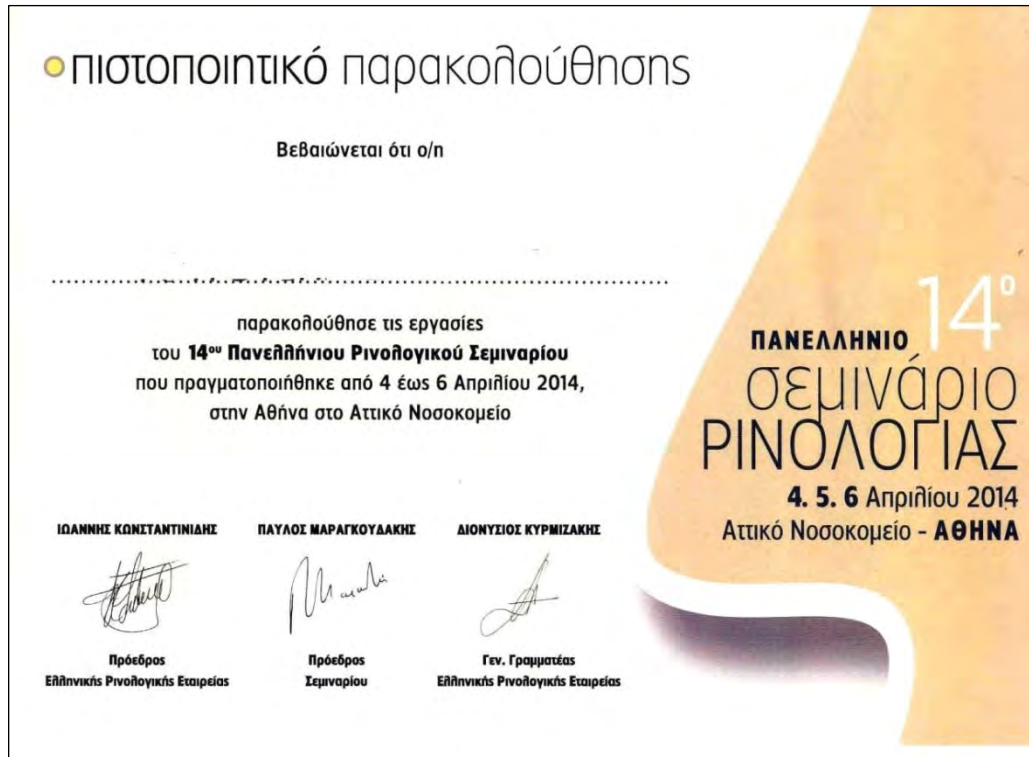 πιστοποιητικό παρακολούθησης
Βεβαιώνεται ότι ο/η
παρακολούθησε τις εργασίες
του 14ου Πανελλήνιου Ρινολογικού Σεμιναρίου
που πραγματοποιήθηκε από 4 έως 6 Απριλίου 2014,
στην Αθήνα στο Αττικό Νοσοκομείο
ΙΩΑΝΝΗΣ ΚΩΝΣΤΑΝΤΙΝΙΔΗΣ ΠΑΥΛΟΣ ΜΑΡΑΓΚΟΥΔΑΚΗΣ ΔΙΟΝΥΣΙΟΣ ΚΥΡΜΙΖΑΚΗΣ
Πρόεδρος Πρόεδρος Γεν. Γραμματέας
Ελληνικής Ρινολογικής Εταιρείας Σεμιναρίου Ελληνικής Ρινολογικής Εταιρείας
14ο
ΠΑΝΕΛΛΗΝΙΟ
σεμινάριο
ΡΙΝΟΛΟΓΙΑΣ
4. 5. 6 Απριλίου 2014
Αττικό Νοσοκομείο - ΑΘΗΝΑ